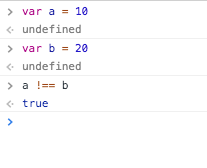 var a = 10
undefined
var b = 20
undefined
a !== b
true